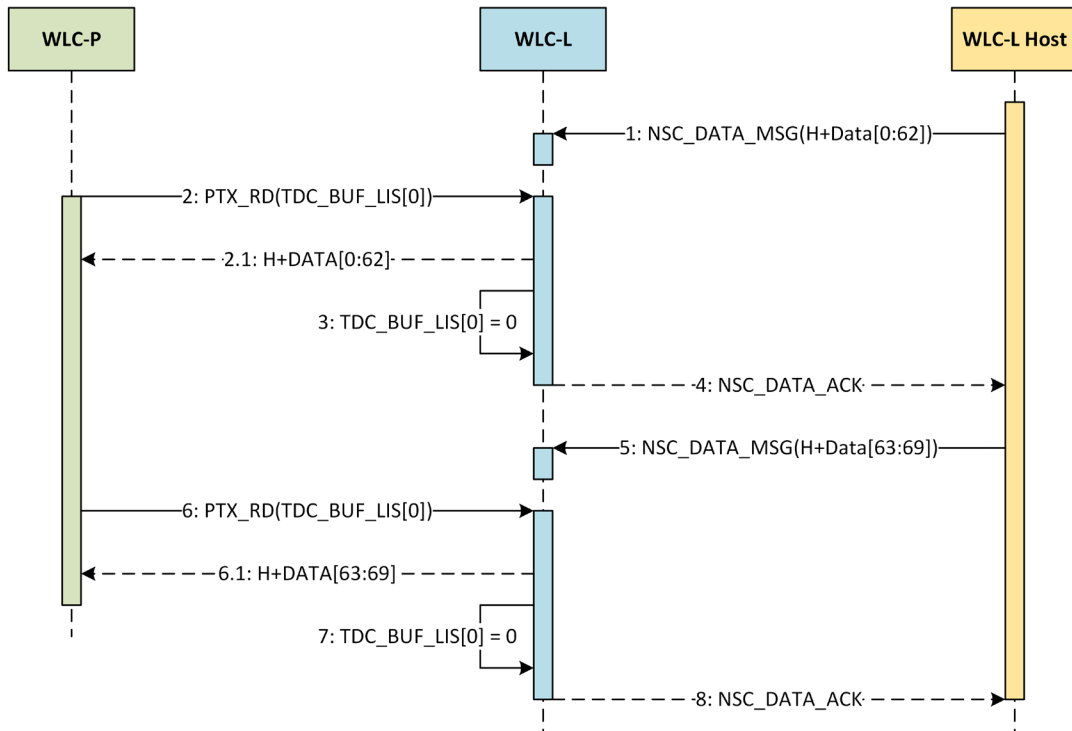 WLC-P
WLC-L
WLC-L Host
1: NSC_DATA_MSG(H+Data[0:62])
2: PTX_RD(TDC_BUF_LIS[0])
2.1: H+DATA[0:62]
3: TDC_BUF_LIS[0] = 0
4: NSC_DATA_ACK
5: NSC_DATA_MSG(H+Data[63:69])
6: PTX_RD(TDC_BUF_LIS[0])
6.1: H+DATA[63:69]
7: TDC_BUF_LIS[0] = 0
8: NSC_DATA_ACK